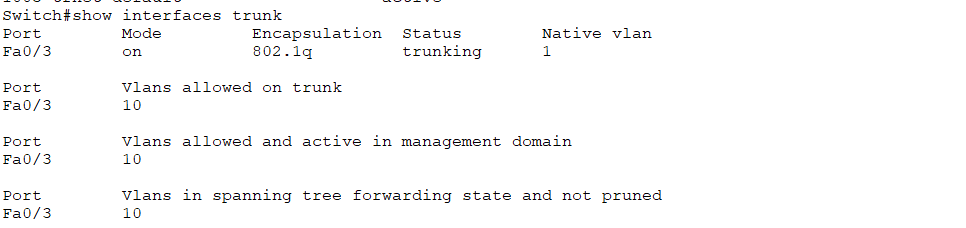 Switch#show interfaces trunk
Port Mode Encapsulation Status Native vlan
Fa0/3 on 802.1q trunking 1
Port Vlans allowed on trunk
Fa0/3 10
Port Vlans allowed and active in management domain
Fa0/3 10
Port Vlans in spanning tree forwarding state and not pruned
Fa0/3 10